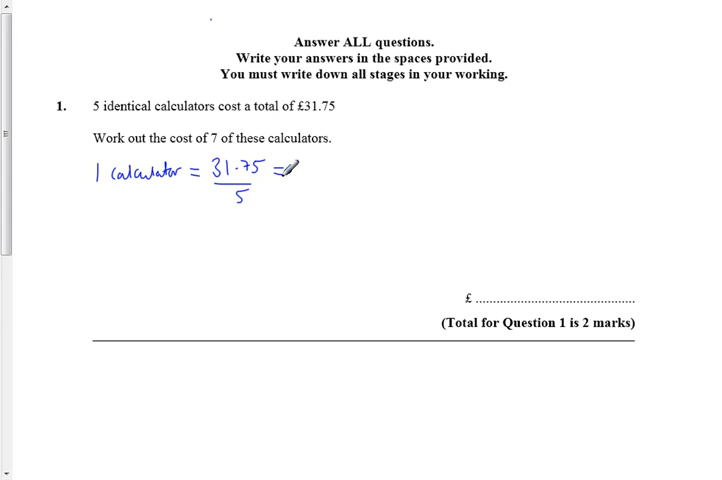 Answer ALL questions.
Write your answers in the spaces provided.
You must write down all stages in your working.
1. 5 identical calculators cost a total of £31.75
Work out the cost of 7 of these calculators.
1 calculator = 31.75 =
5
£ ................................................
(Total for Question 1 is 2 marks)